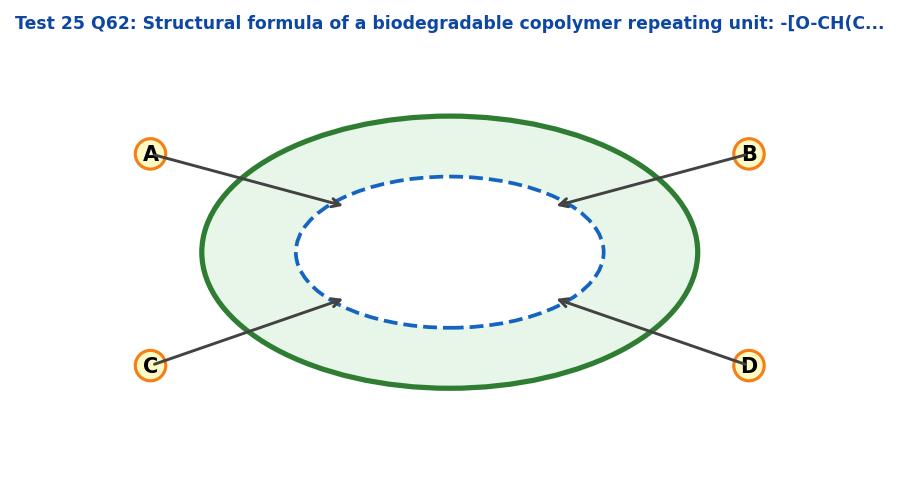 Test 25 Q62: Structural formula of a biodegradable copolymer repeating unit: -[O-CH(C...
A
B
C
D